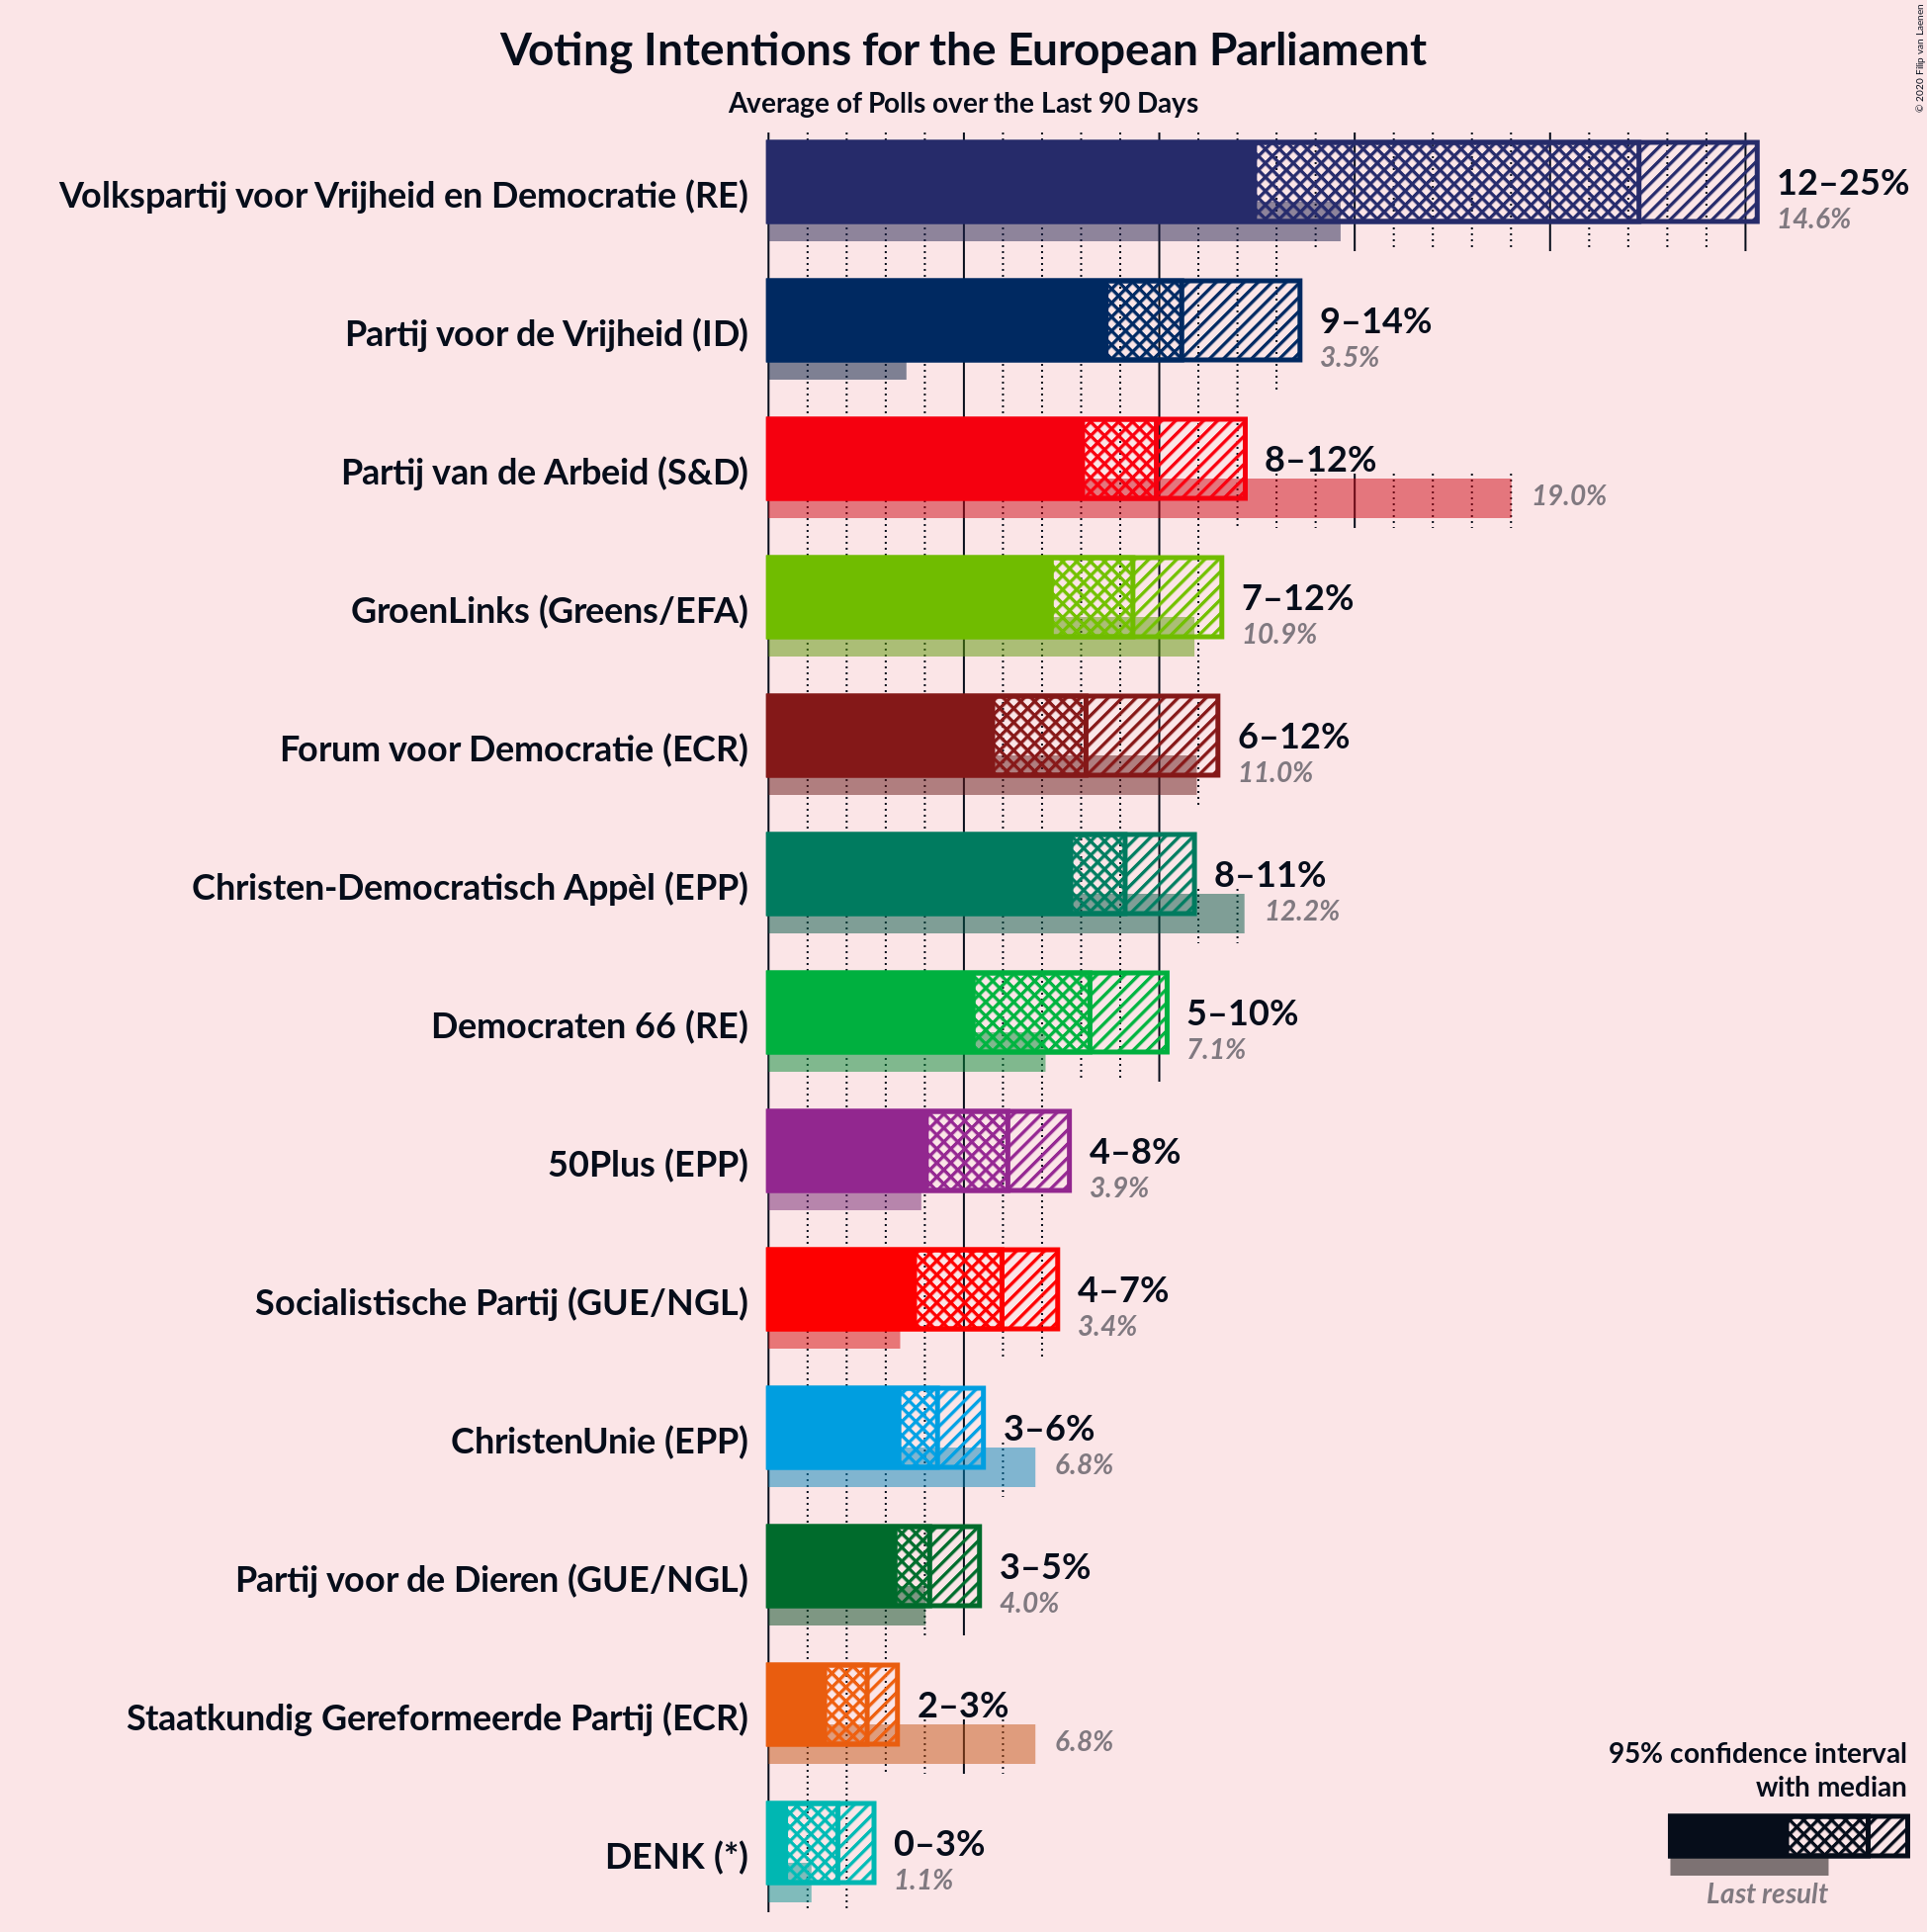 Voting Intentions for the European Parliament
Average of Polls over the Last 90 Days
© 2020 Filip van Laenen
Volkspartij voor Vrijheid en Democratie (RE)
12–25%
14.6%
Partij voor de Vrijheid (ID)
9–14%
3.5%
Partij van de Arbeid (S&D)
8–12%
19.0%
GroenLinks (Greens/EFA)
7–12%
10.9%
Forum voor Democratie (ECR)
6–12%
11.0%
Christen-Democratisch Appèl (EPP)
8–11%
12.2%
Democraten 66 (RE)
5–10%
7.1%
50Plus (EPP)
4–8%
3.9%
Socialistische Partij (GUE/NGL)
4–7%
3.4%
ChristenUnie (EPP)
3–6%
6.8%
Partij voor de Dieren (GUE/NGL)
3–5%
4.0%
Staatkundig Gereformeerde Partij (ECR)
2–3%
6.8%
DENK (*)
0–3%
1.1%
95% confidence interval
with median
Last result